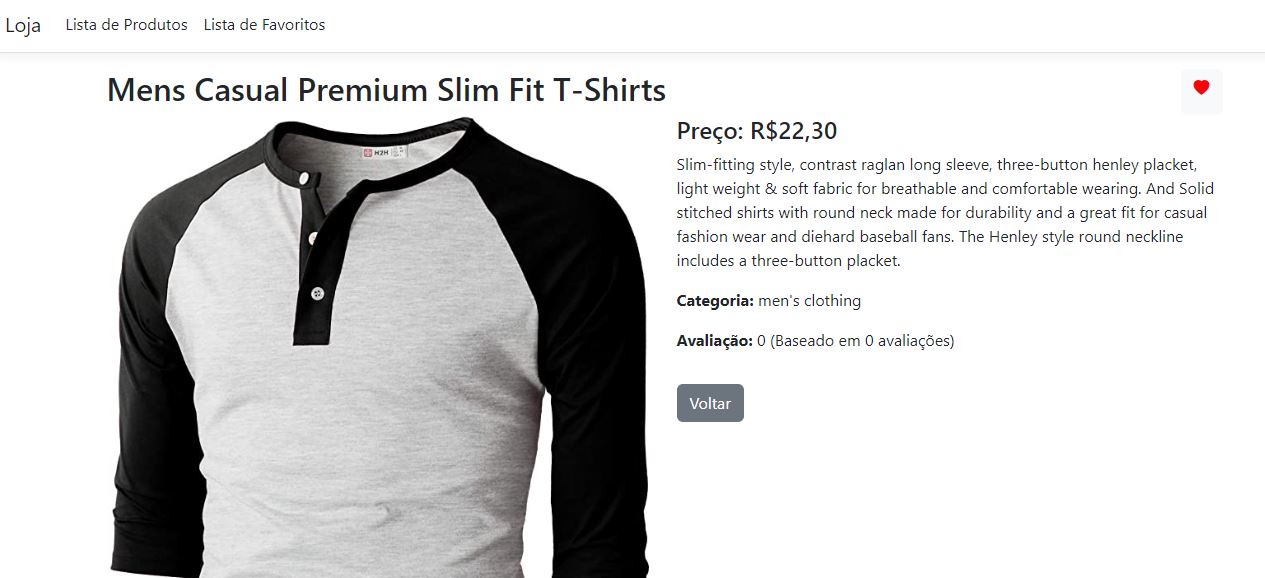 Loja Lista de Produtos Lista de Favoritos
Mens Casual Premium Slim Fit T-Shirts
H2H
Preço: R$22,30
Slim-fitting style, contrast raglan long sleeve, three-button henley placket,
light weight & soft fabric for breathable and comfortable wearing. And Solid
stitched shirts with round neck made for durability and a great fit for casual
fashion wear and diehard baseball fans. The Henley style round neckline
includes a three-button placket.
Categoria: men's clothing
Avaliação: 0 (Baseado em 0 avaliações)
Voltar